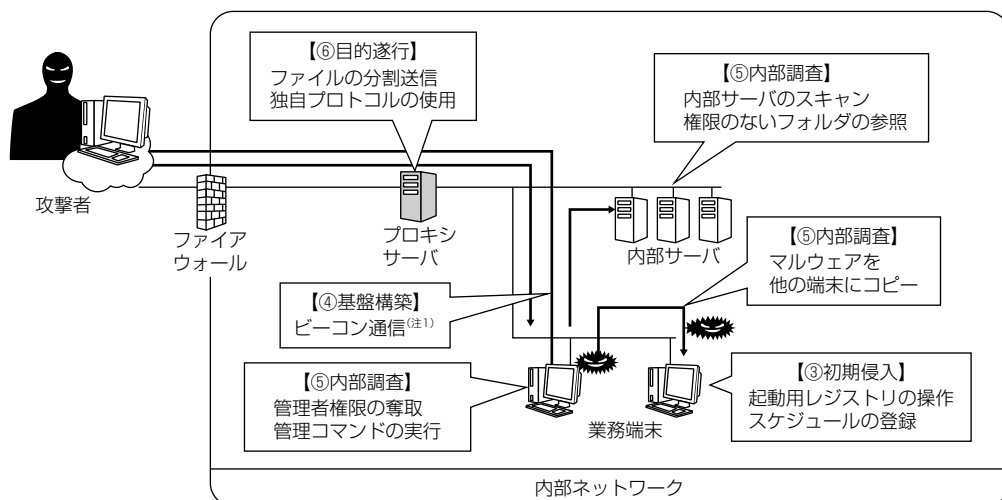 【⑥目的遂行】
ファイルの分割送信
独自プロトコルの使用
【⑤内部調査】
内部サーバのスキャン
権限のないフォルダの参照
攻撃者
ファイア
ウォール
プロキシ
サーバ
内部サーバ
【⑤内部調査】
マルウェアを
他の端末にコピー
【④基盤構築】
ビーコン通信(注1)
【⑤内部調査】
管理者権限の奪取
管理コマンドの実行
業務端末
【③初期侵入】
起動用レジストリの操作
スケジュールの登録
内部ネットワーク